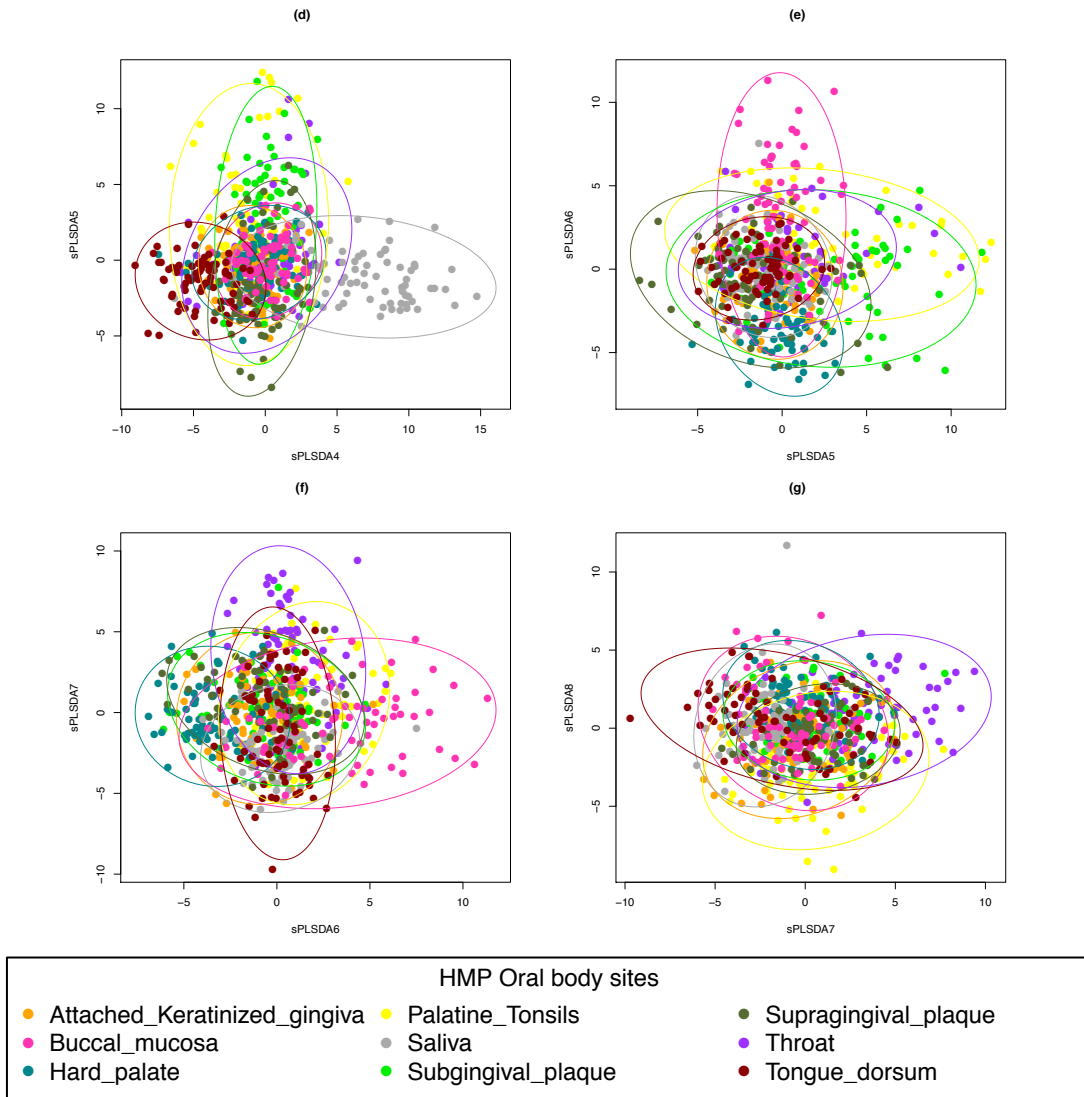 (d)
(e)
10
5
0
−5
sPLSDA5
−10
−5
0
5
10
15
sPLSDA4
10
5
0
−5
sPLSDA6
−5
0
5
10
sPLSDA5
(f)
(g)
10
5
0
−5
−10
sPLSDA7
−5
0
5
10
sPLSDA6
10
5
0
−5
sPLSDA8
−10
−5
0
5
10
sPLSDA7
HMP Oral body sites
Attached_Keratinized_gingiva
Palatine_Tonsils
Supragingival_plaque
Buccal_mucosa
Saliva
Throat
Hard_palate
Subgingival_plaque
Tongue_dorsum